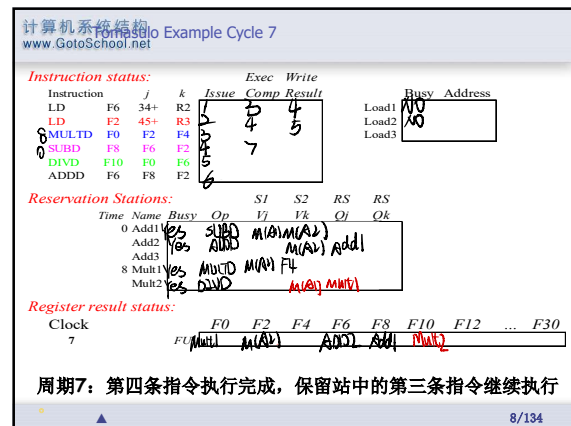 计算机系统结构
Tomasulo Example Cycle 7
www.GotoSchool.net
Instruction status: Exec Write
Instruction j k Issue Comp Result Busy Address
LD F6 34+ R2 1 3 4 Load1 NO
LD F2 45+ R3 2 4 5 Load2 NO
MULTD F0 F2 F4 3 Load3
SUBD F8 F6 F2 4 7
DIVD F10 F0 F6 5
ADDD F6 F8 F2 6
Reservation Stations: S1 S2 RS RS
Time Name Busy Op Vj Vk Qj Qk
0 Add1 Yes SUBD M(A1) M(A2)
Add2 Yes ADDD M(A2) Add1
Add3
8 Mult1 Yes MULTD M(A2) F4
Mult2 Yes DIVD M(A1) Mult1
Register result status:
Clock F0 F2 F4 F6 F8 F10 F12 ... F30
7 FU Mult1 M(A2) ADD2 Add1 Mult2
周期7：第四条指令执行完成，保留站中的第三条指令继续执行
8/134